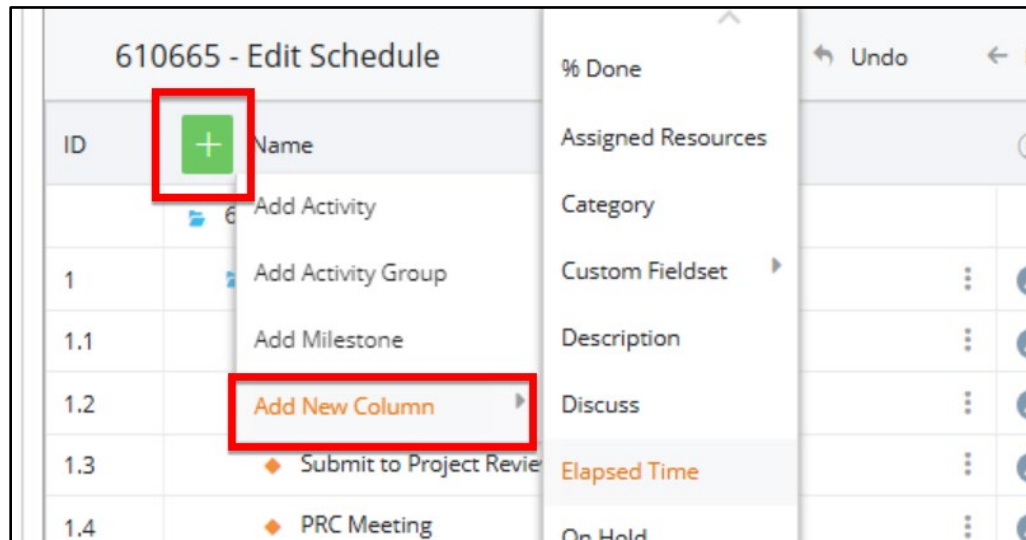 610665 - Edit Schedule
Undo
ID
Name
Add Activity
Add Activity Group
Add Milestone
Add New Column
% Done
Assigned Resources
Category
Custom Fieldset
Description
Discuss
Elapsed Time
On Hold
6
1
1.1
1.2
1.3
Submit to Project
1.4
PRC Meeting